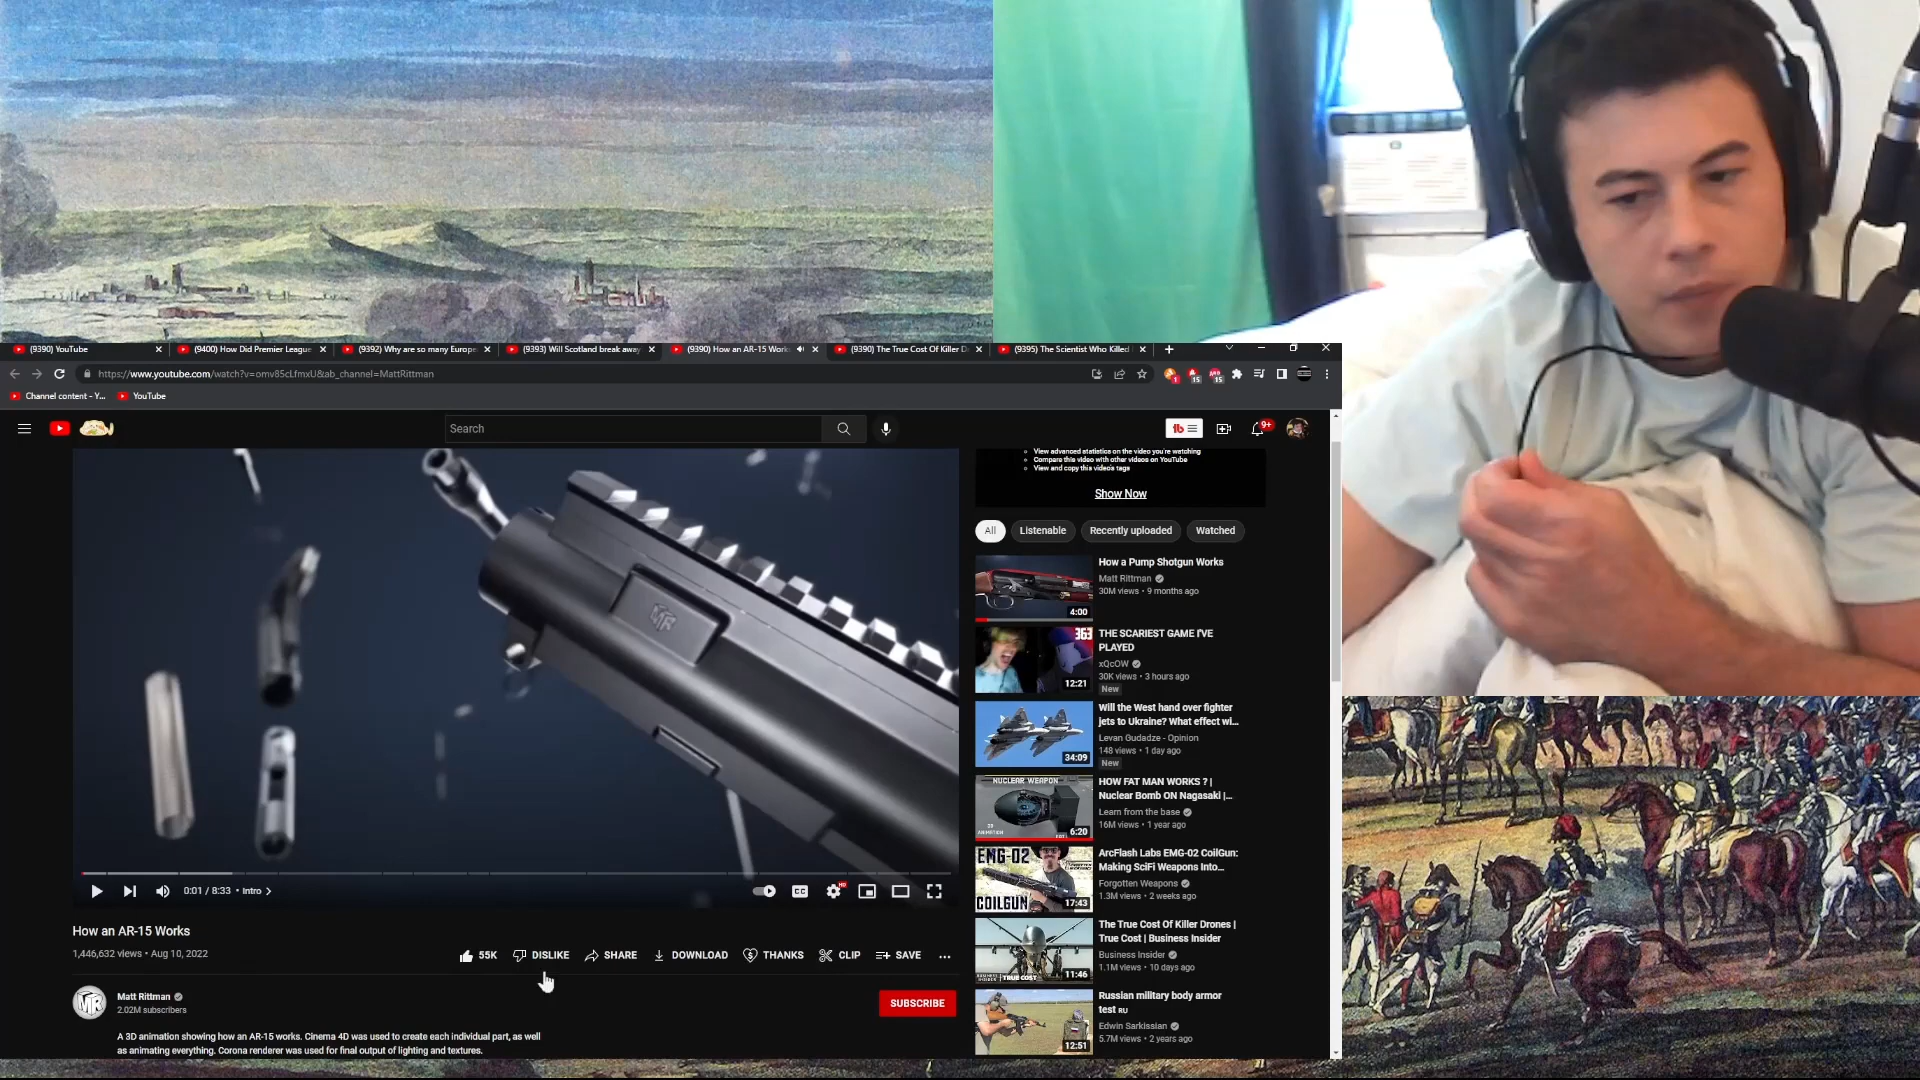 (9390) YouTube
(9400) How Did Premier League
(9392) Why are so many Europe
(9393) Will Scotland break away
(9390) How an AR-15 Work
(9390) The True Cost Of Killer D
(9395) The Scientist Who Killed
https://www.youtube.com/watch?v=omv85cLfmxU&ab_channel=MattRittman
Channel content - Y...
YouTube
Search
9+
View advanced statistics on the video you're watching
Compare this video with other videos on YouTube
View and copy this video's tags
Show Now
All
Listenable
Recently uploaded
Watched
How a Pump Shotgun Works
Matt Rittman
30M views • 9 months ago
4:00
THE SCARIEST GAME I'VE
PLAYED
xQcOW
30K views • 3 hours ago
New
363
12:21
Will the West hand over fighter
jets to Ukraine? What effect wi...
Levan Gudadze - Opinion
148 views • 1 day ago
New
34:09
NUCLEAR WEAPON
HOW FAT MAN WORKS ? |
Nuclear Bomb ON Nagasaki |...
Learn from the base
16M views • 1 year ago
6:20
EMG-02
COILGUN
ArcFlash Labs EMG-02 CoilGun:
Making SciFi Weapons Into...
Forgotten Weapons
1.3M views • 2 weeks ago
17:43
The True Cost Of Killer Drones |
True Cost | Business Insider
Business Insider
1.1M views • 10 days ago
TRUE COST
11:46
Russian military body armor
test RU
Edwin Sarkissian
5.7M views • 2 years ago
12:51
MR
0:01 / 8:33 • Intro
CC
HD
How an AR-15 Works
1,446,632 views • Aug 10, 2022
55K
DISLIKE
SHARE
DOWNLOAD
THANKS
CLIP
SAVE
MR
Matt Rittman
2.02M subscribers
SUBSCRIBE
A 3D animation showing how an AR-15 works. Cinema 4D was used to create each individual part, as well
as animating everything. Corona renderer was used for final output of lighting and textures.